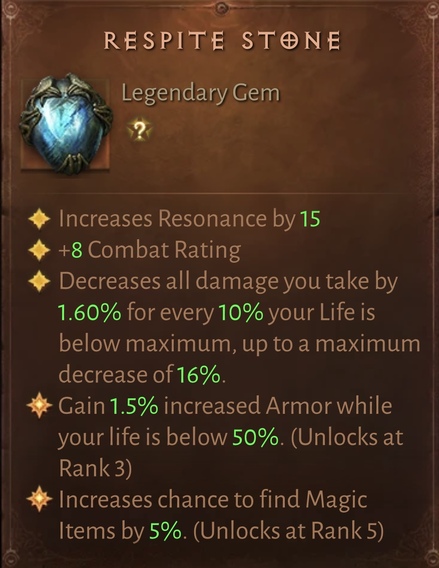 RESPITE STONE
Legendary Gem
?
Increases Resonance by 15
+8 Combat Rating
Decreases all damage you take by
1.60% for every 10% your Life is
below maximum, up to a maximum
decrease of 16%.
Gain 1.5% increased Armor while
your life is below 50%. (Unlocks at
Rank 3)
Increases chance to find Magic
Items by 5%. (Unlocks at Rank 5)